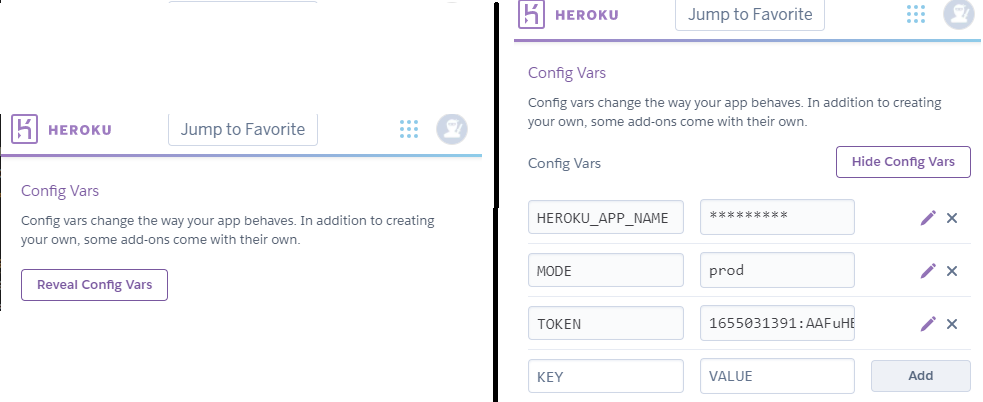 HEROKU
Jump to Favorite
Config Vars
Config vars change the way your app behaves. In addition to creating
your own, some add-ons come with their own.
Reveal Config Vars
HEROKU
Jump to Favorite
Config Vars
Config vars change the way your app behaves. In addition to creating
your own, some add-ons come with their own.
Config Vars
Hide Config Vars
HEROKU_APP_NAME
*********
MODE
prod
TOKEN
1655031391:AAFuHE
KEY
VALUE
Add